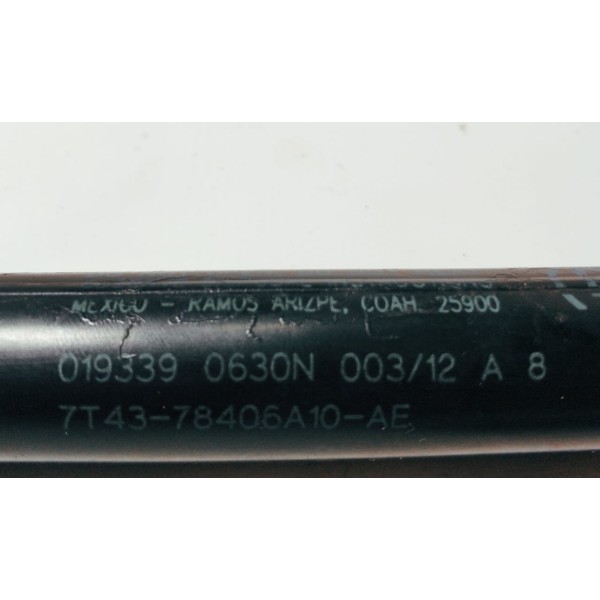 MEXICO - RAMOS ARIZPE, COAH. 25900
019339 0630N 003/12 A 8
7T43-78406A10-AE